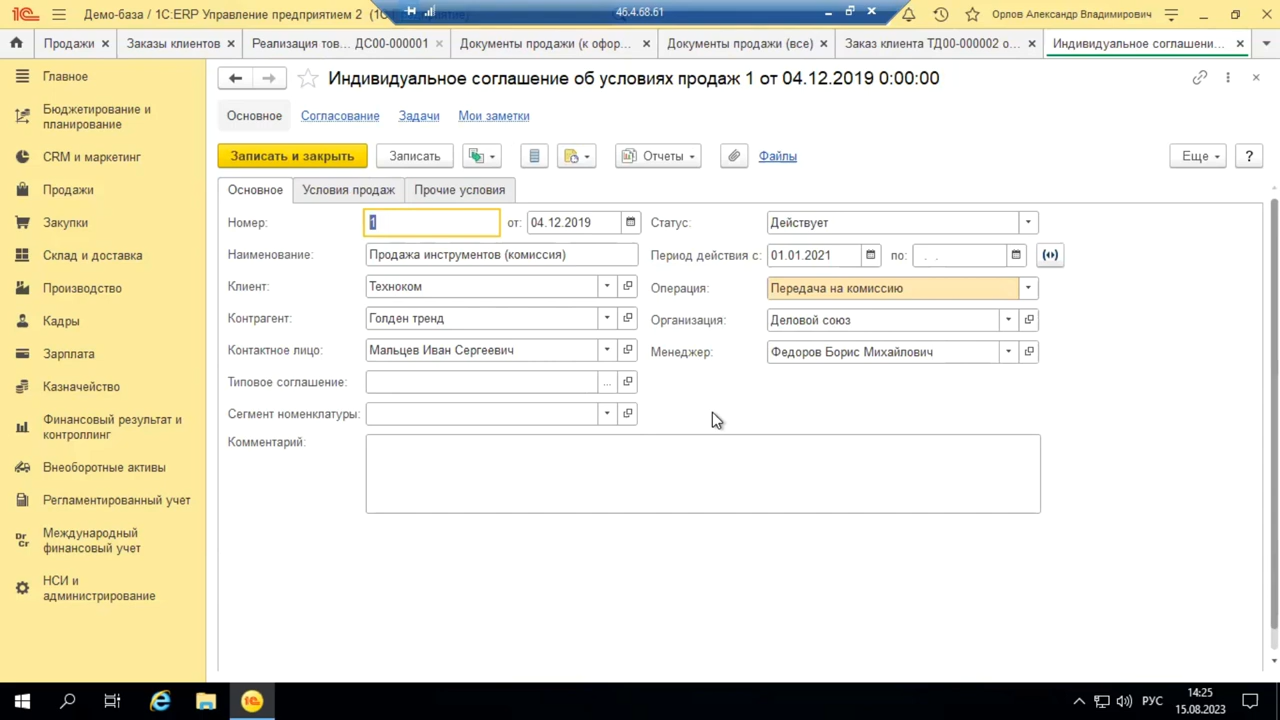 Демо-база / 1С:ERP Управление предприятием 2 (1С:Предприятие)
46.4.68.61
Орлов Александр Владимирович
Продажи
Заказы клиентов
Реализация тов... ДС00-000001
Документы продажи (к офор...
Документы продажи (все)
Заказ клиента ТД00-000002 о...
Индивидуальное соглашени...
Главное
Бюджетирование и
планирование
CRM и маркетинг
Продажи
Закупки
Склад и доставка
Производство
Кадры
Зарплата
Казначейство
Финансовый результат и
контроллинг
Внеоборотные активы
Регламентированный учет
Международный
финансовый учет
НСИ и
администрирование
Индивидуальное соглашение об условиях продаж 1 от 04.12.2019 0:00:00
Основное Согласование Задачи Мои заметки
Записать и закрыть Записать Отчеты Файлы Еще ?
Основное Условия продаж Прочие условия
Номер: 1 от: 04.12.2019 Статус: Действует
Наименование: Продажа инструментов (комиссия) Период действия с: 01.01.2021 по: . .
Клиент: Техноком Операция: Передача на комиссию
Контрагент: Голден тренд Организация: Деловой союз
Контактное лицо: Мальцев Иван Сергеевич Менеджер: Федоров Борис Михайлович
Типовое соглашение: ...
Сегмент номенклатуры:
Комментарий:
РУС
14:25
15.08.2023